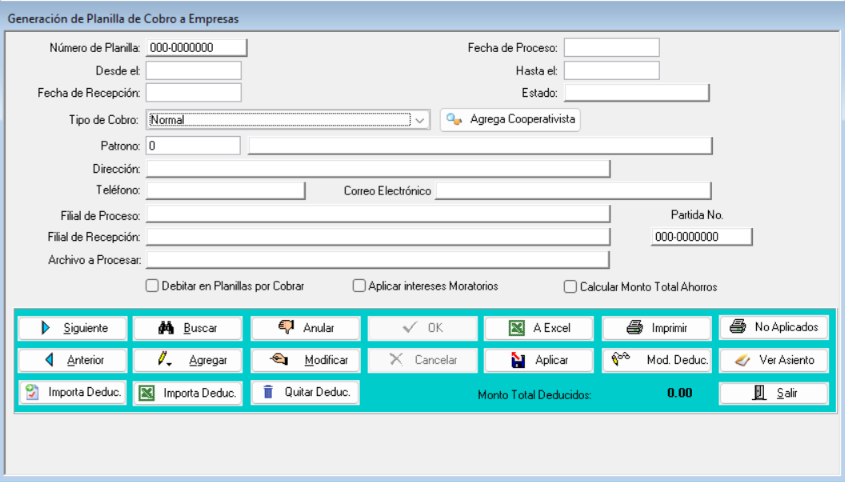 Generación de Planilla de Cobro a Empresas
Número de Planilla: 000-0000000 Fecha de Proceso:
Desde el: Hasta el:
Fecha de Recepción: Estado:
Tipo de Cobro: Normal Agrega Cooperativista
Patrono: 0
Dirección:
Teléfono: Correo Electrónico
Filial de Proceso: Partida No.
Filial de Recepción: 000-0000000
Archivo a Procesar:
Debitar en Planillas por Cobrar Aplicar intereses Moratorios Calcular Monto Total Ahorros
Siguiente Buscar Anular OK A Excel Imprimir No Aplicados
Anterior Agregar Modificar Cancelar Aplicar Mod. Deduc. Ver Asiento
Importa Deduc. Importa Deduc. Quitar Deduc. Monto Total Deducidos: 0.00 Salir